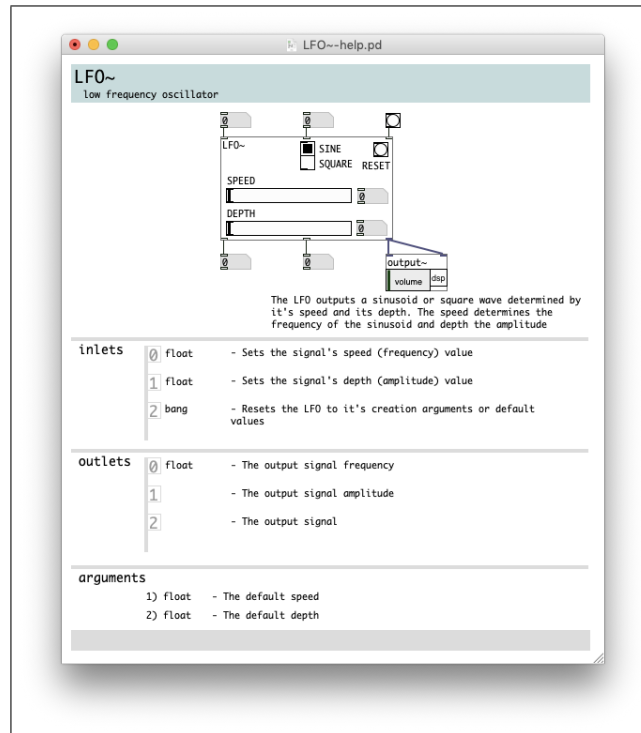 LFO~-help.pd
LFO~
low frequency oscillator
0 0
LFO~ SINE
SQUARE RESET
SPEED
0
DEPTH
0
0 0
output~
volume dsp
The LFO outputs a sinusoid or square wave determined by
it's speed and its depth. The speed determines the
frequency of the sinusoid and depth the amplitude
inlets 0 float - Sets the signal's speed (frequency) value
1 float - Sets the signal's depth (amplitude) value
2 bang - Resets the LFO to it's creation arguments or default
values
outlets 0 float - The output signal frequency
1 - The output signal amplitude
2 - The output signal
arguments
1) float - The default speed
2) float - The default depth